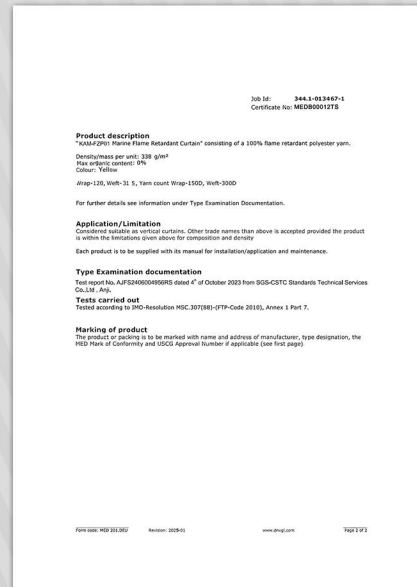 Job Id: 344.1-013467-1
Certificate No: MEDB00012TS
Product description
"KAM-FZP01 Marine Flame Retardant Curtain" consisting of a 100% flame retardant polyester yarn.
Density/mass per unit: 338 g/m²
Max organic content: 0%
Colour: Yellow
Wrap-120, Weft-31 5, Yarn count Wrap-150D, Weft-300D
For further details see information under Type Examination Documentation.
Application/Limitation
Considered suitable as vertical curtains. Other trade names than above is accepted provided the product
is within the limitations given above for composition and density
Each product is to be supplied with its manual for installation/application and maintenance.
Type Examination documentation
Test report No. AJFS2406004956RS dated 4" of October 2023 from SGS-CSTC Standards Technical Services
Co.,Ltd , Anji.
Tests carried out
Tested according to IMO-Resolution MSC.307(88)-(FTP-Code 2010), Annex 1 Part 7.
Marking of product
The product or packing is to be marked with name and address of manufacturer, type designation, the
MED Mark of Conformity and USCG Approval Number if applicable (see first page)
Form code: MED 201.DEU Revision: 2025-01 www.dnvgl.com Page 2 of 2